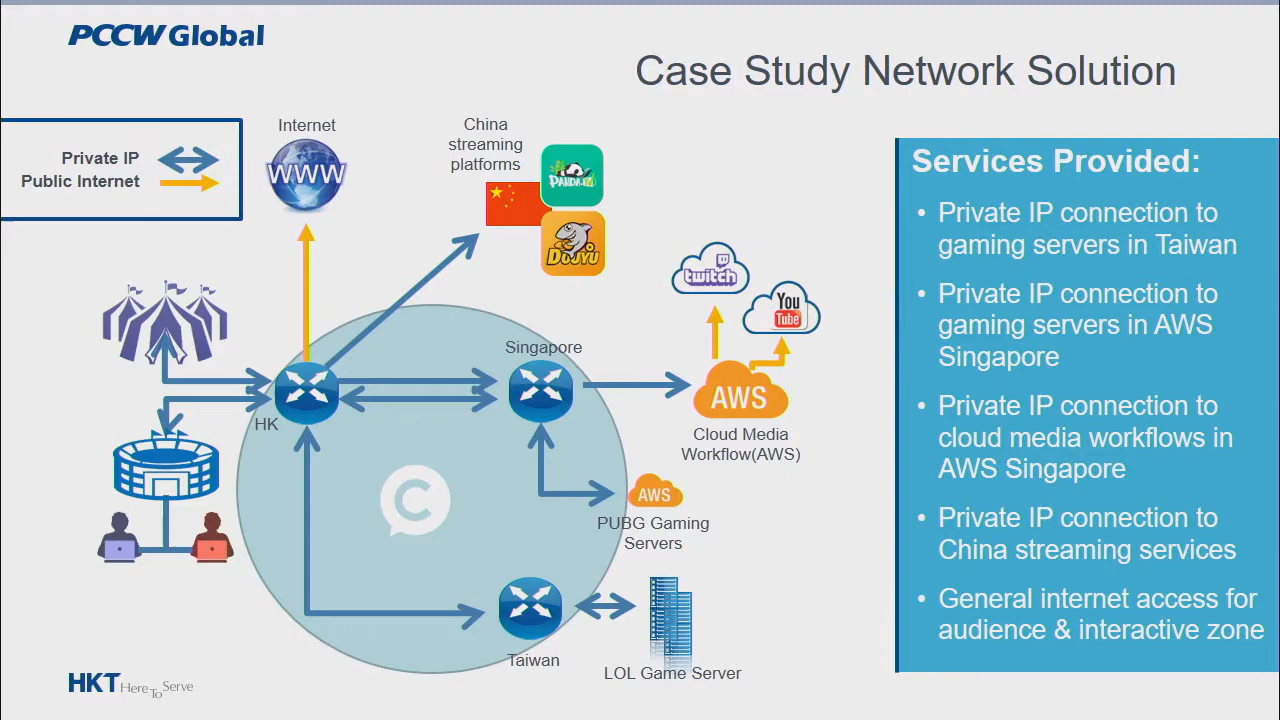 PCCW Global
Case Study Network Solution
Private IP
Public Internet
Internet
WWW
China
streaming
platforms
PANDA.TV
DOUYU
Services Provided:
• Private IP connection to
gaming servers in Taiwan
• Private IP connection to
gaming servers in AWS
Singapore
• Private IP connection to
cloud media workflows in
AWS Singapore
• Private IP connection to
China streaming services
• General internet access for
audience & interactive zone
twitch
You
Tube
Singapore
HK
AWS
Cloud Media
Workflow(AWS)
C
AWS
PUBG Gaming
Servers
Taiwan
LOL Game Server
HKT Here To Serve